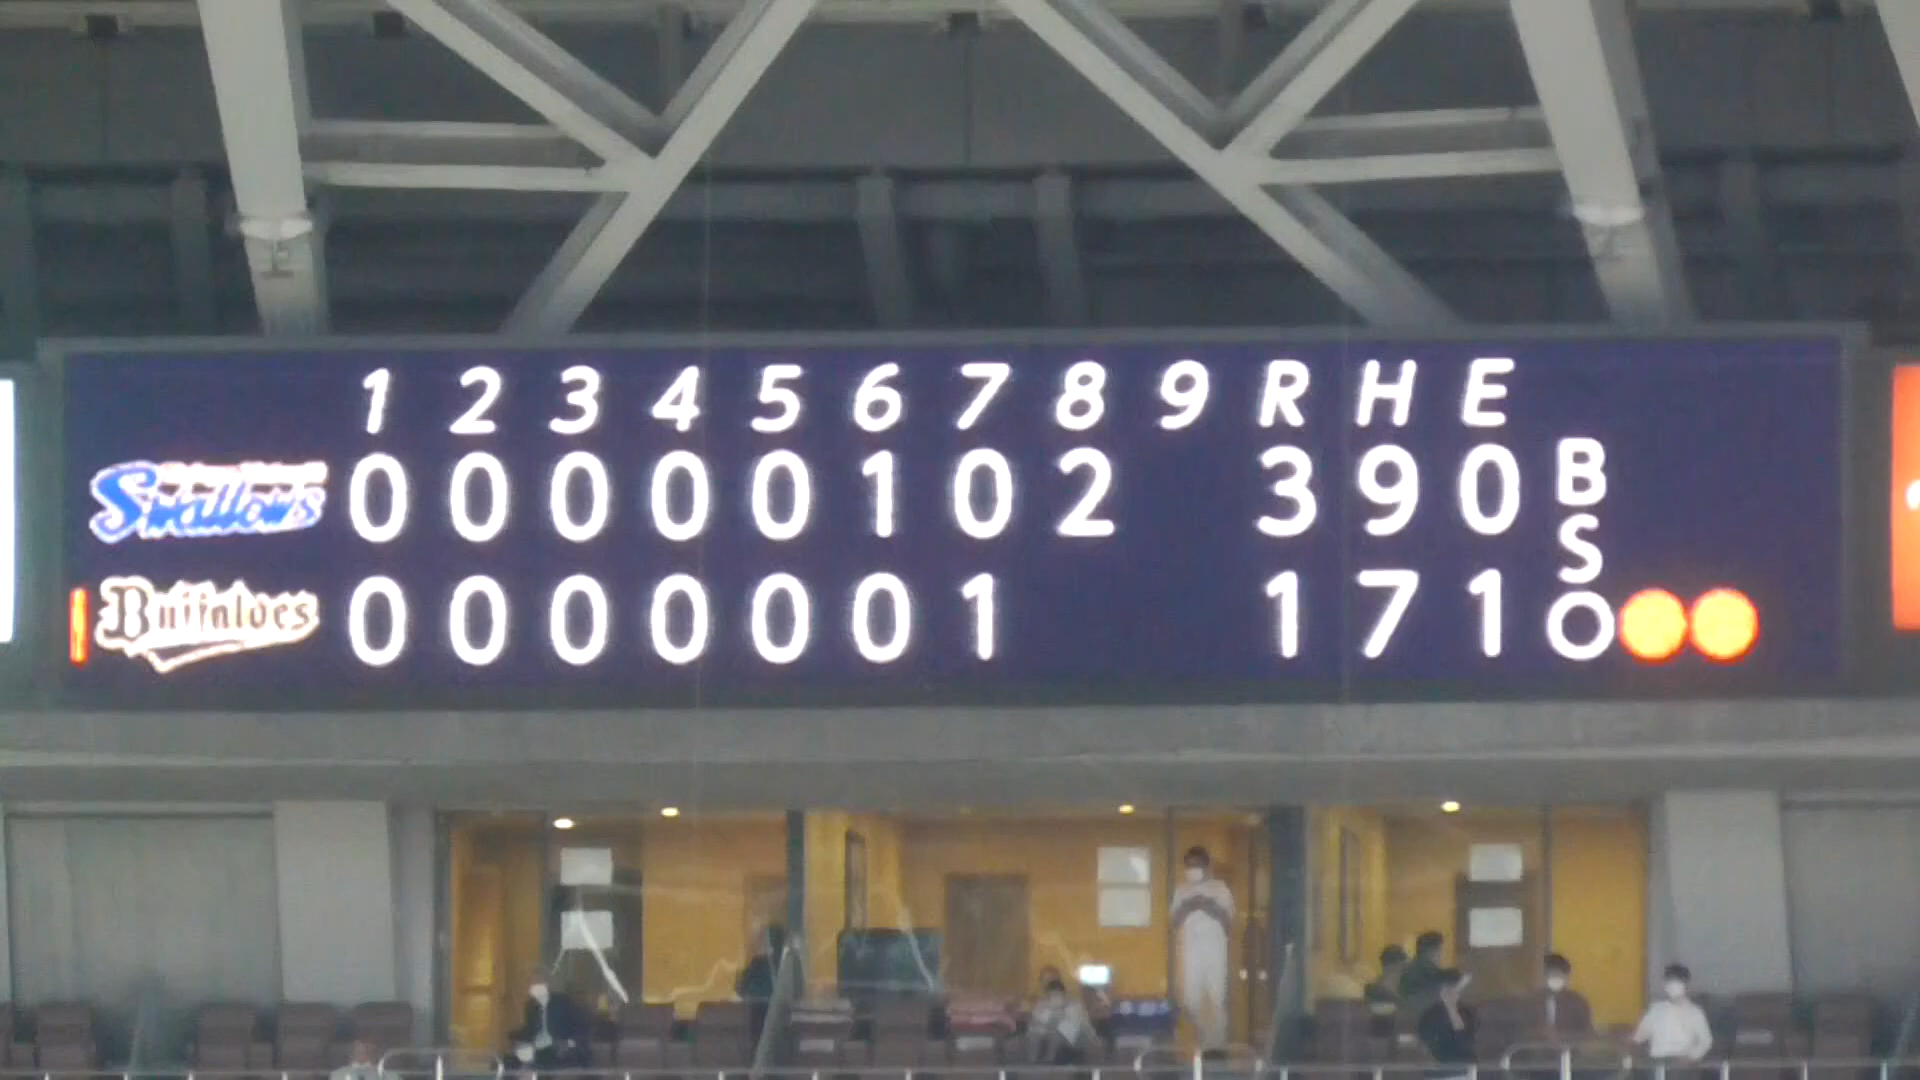 1 2 3 4 5 6 7 8 9 R H E
Swallows 0 0 0 0 0 1 0 2 3 9 0 B
S
Buffaloes 0 0 0 0 0 0 1 1 7 1 O